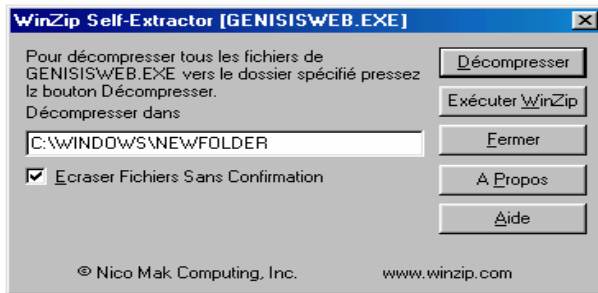 WinZip Self-Extractor [GENISISWEB.EXE]
Pour décompresser tous les fichiers de
GENISISWEB.EXE vers le dossier spécifié pressez
lz bouton Décompresser.
Décompresser dans
C:\WINDOWS\NEWFOLDER
Ecraser Fichiers Sans Confirmation
Décompresser
Exécuter WinZip
Fermer
A Propos
Aide
© Nico Mak Computing, Inc. www.winzip.com